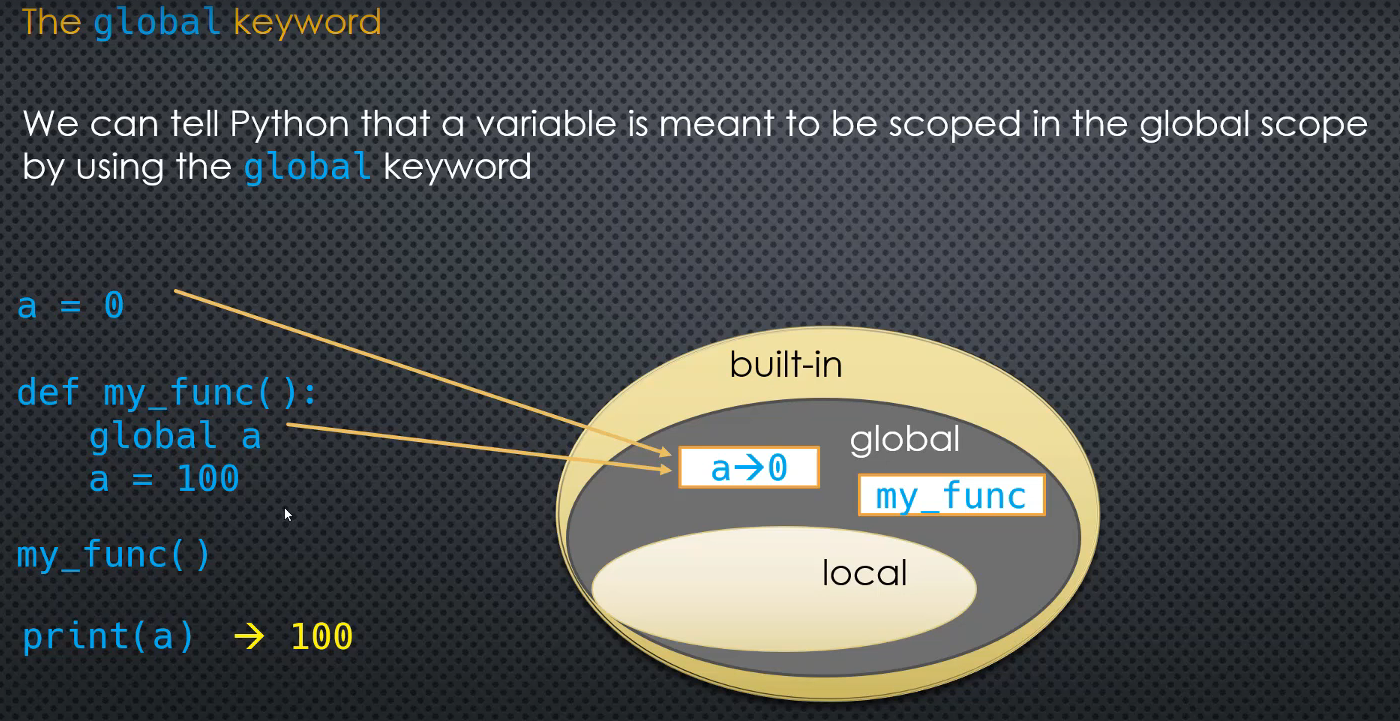 The global keyword
We can tell Python that a variable is meant to be scoped in the global scope
by using the global keyword
a = 0
def my_func():
global a
a = 100
my_func()
print(a) → 100
built-in
global
a→0
my_func
local